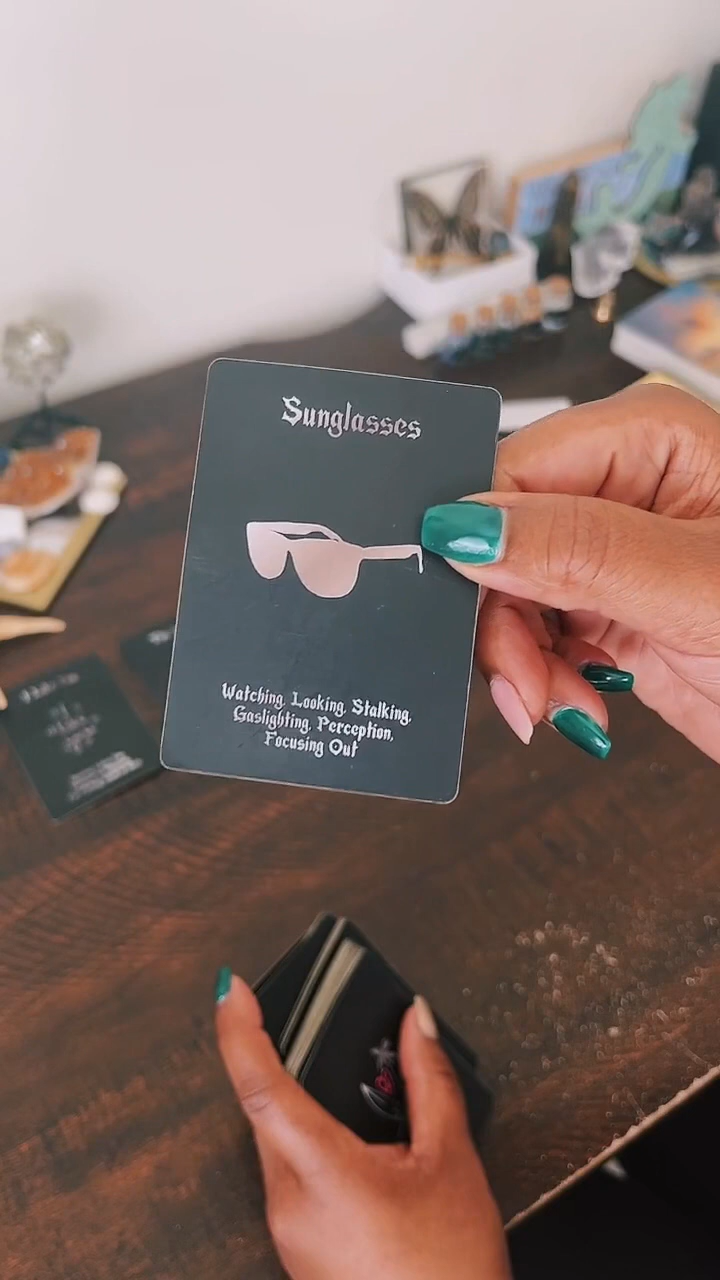 Sunglasses
Watching, Looking, Stalking,
Gaslighting, Perception,
Focusing Out